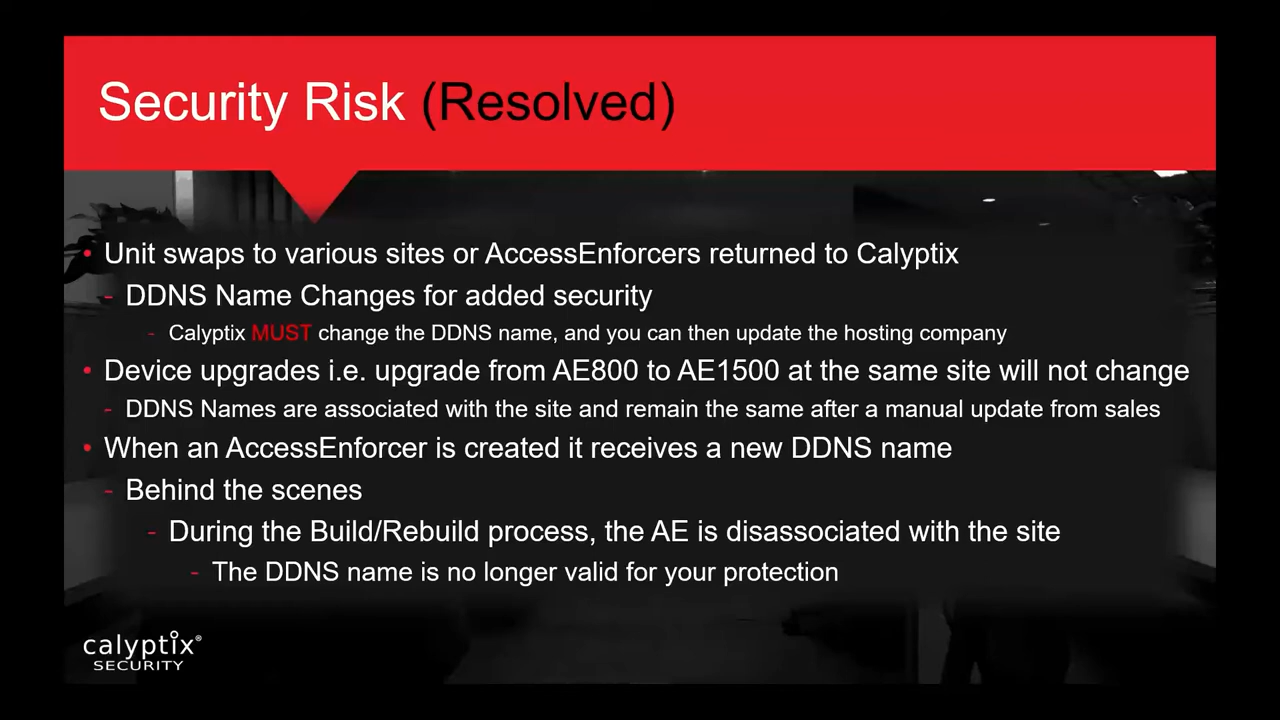 Security Risk (Resolved)
• Unit swaps to various sites or AccessEnforcers returned to Calyptix
- DDNS Name Changes for added security
- Calyptix MUST change the DDNS name, and you can then update the hosting company
• Device upgrades i.e. upgrade from AE800 to AE1500 at the same site will not change
- DDNS Names are associated with the site and remain the same after a manual update from sales
• When an AccessEnforcer is created it receives a new DDNS name
- Behind the scenes
- During the Build/Rebuild process, the AE is disassociated with the site
- The DDNS name is no longer valid for your protection
calyptix®
SECURITY